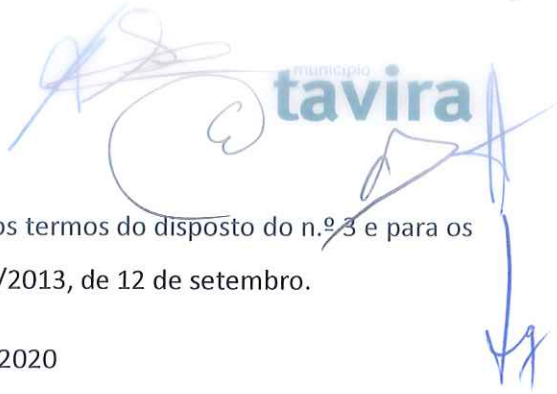 município
tavira
os termos do disposto do n.º 3 e para os
/2013, de 12 de setembro.
2020